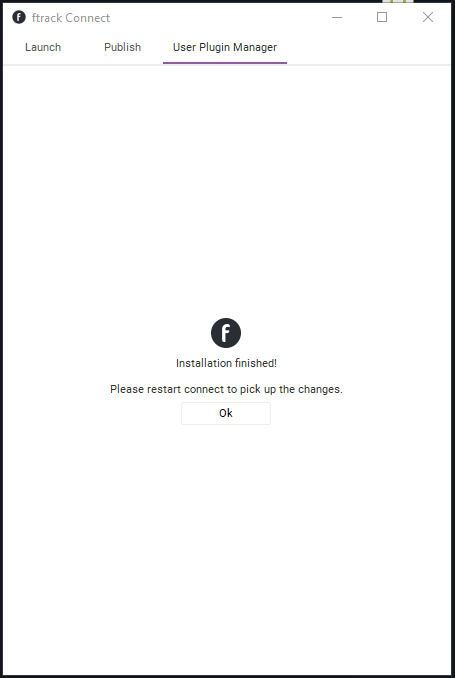 ftrack Connect
Launch Publish User Plugin Manager
Installation finished!
Please restart connect to pick up the changes.
Ok